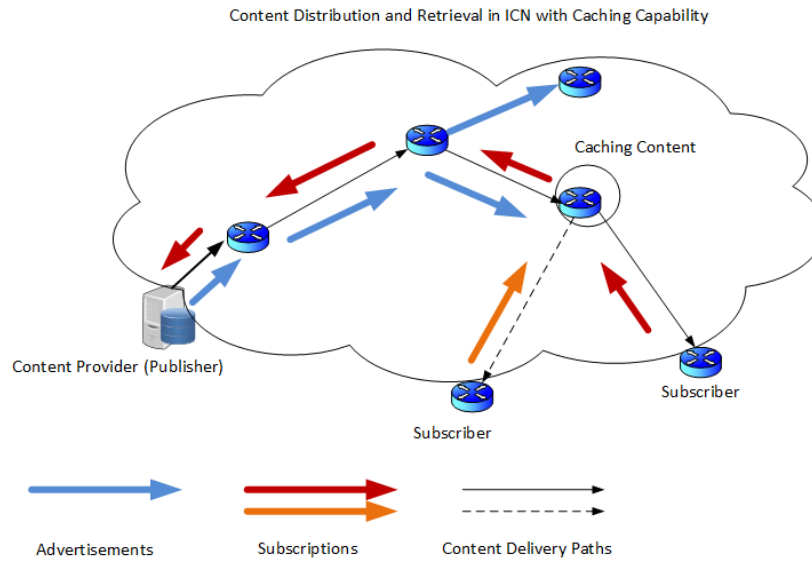 Content Distribution and Retrieval in ICN with Caching Capability
Caching Content
Content Provider (Publisher)
Subscriber
Subscriber
Advertisements
Subscriptions
Content Delivery Paths